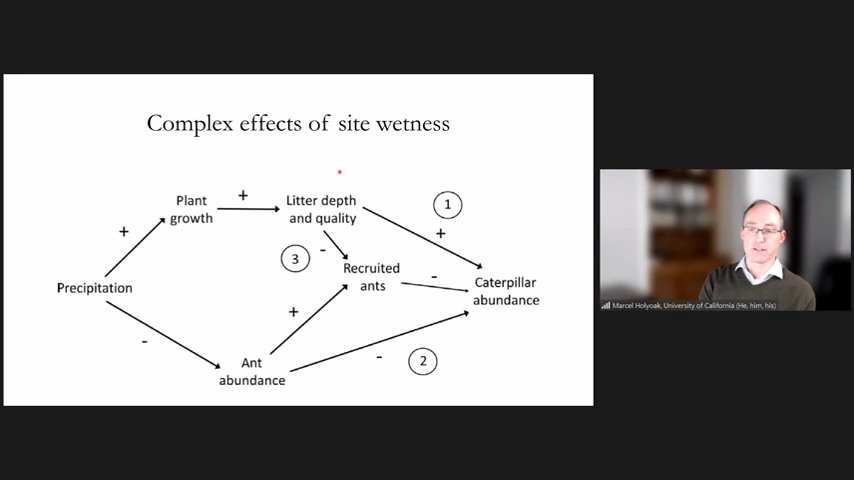 Complex effects of site wetness
Plant
growth
+
Litter depth
and quality
1
+
+
3
-
Recruited
ants
-
Precipitation
Caterpillar
abundance
+
-
Ant
abundance
-
2
Marcel Holyoak, University of California (He, him, his)